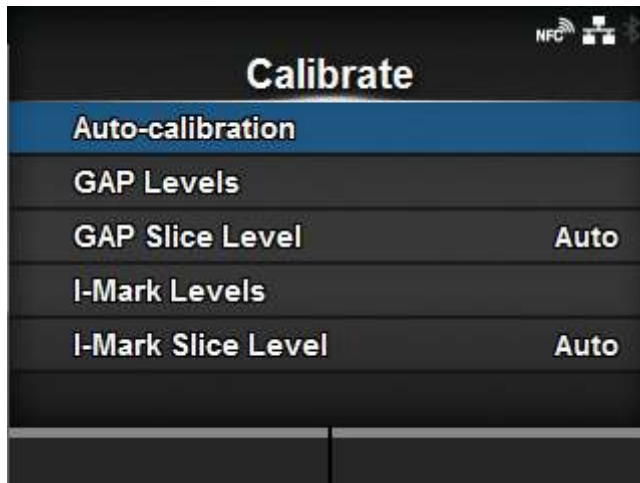 NFC
Calibrate
Auto-calibration
GAP Levels
GAP Slice Level Auto
I-Mark Levels
I-Mark Slice Level Auto